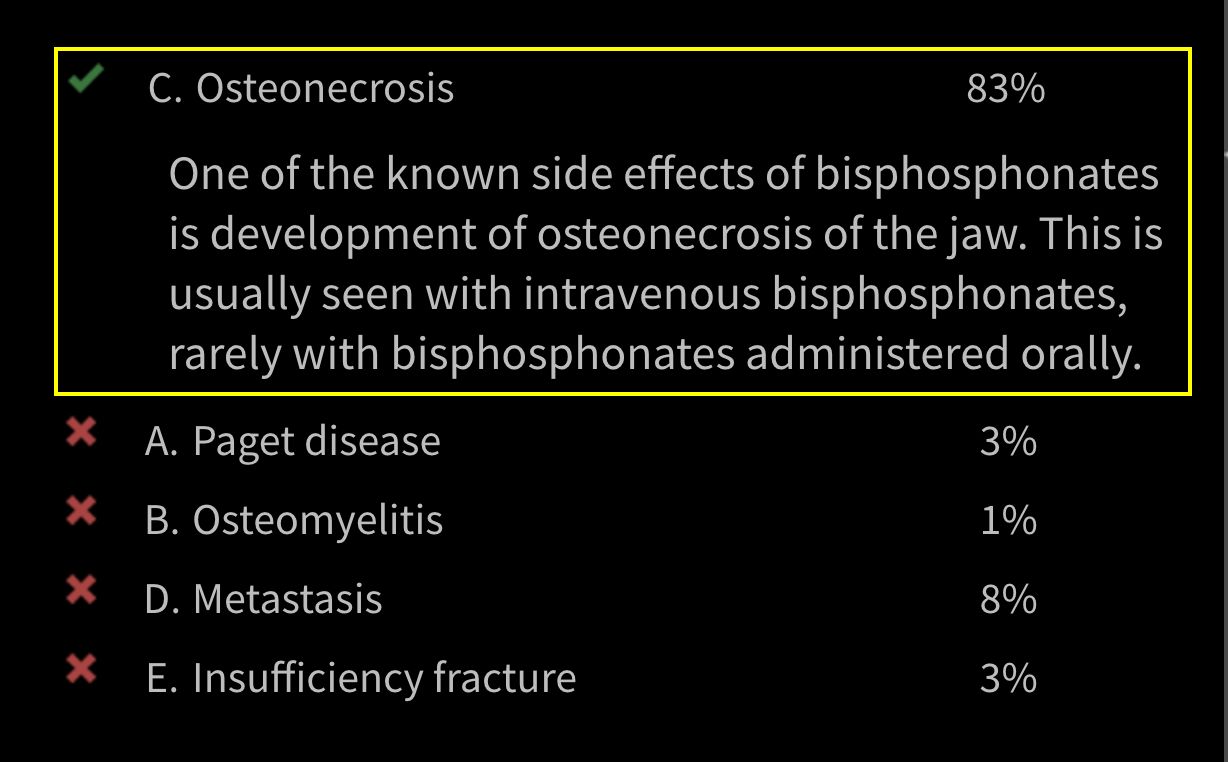 C. Osteonecrosis 83%
One of the known side effects of bisphosphonates
is development of osteonecrosis of the jaw. This is
usually seen with intravenous bisphosphonates,
rarely with bisphosphonates administered orally.
A. Paget disease 3%
B. Osteomyelitis 1%
D. Metastasis 8%
E. Insufficiency fracture 3%